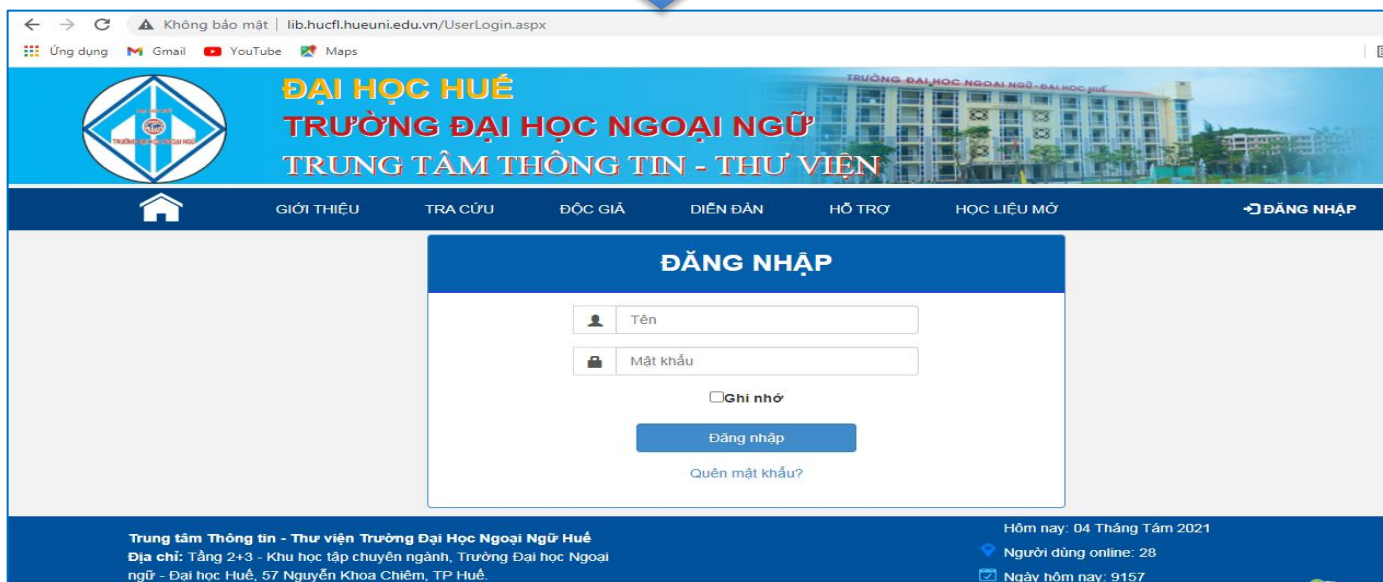 Không bảo mật | lib.hucfl.hueuni.edu.vn/UserLogin.aspx
Ứng dụng Gmail YouTube Maps
ĐẠI HỌC HUẾ
TRƯỜNG ĐẠI HỌC NGOẠI NGỮ
TRUNG TÂM THÔNG TIN - THƯ VIỆN
TRƯỜNG ĐẠI HỌC NGOẠI NGỮ - ĐẠI HỌC HUẾ
GIỚI THIỆU TRA CỨU ĐỘC GIẢ DIỄN ĐÀN HỖ TRỢ HỌC LIỆU MỞ ĐĂNG NHẬP
ĐĂNG NHẬP
Tên
Mật khẩu
Ghi nhớ
Đăng nhập
Quên mật khẩu?
Trung tâm Thông tin - Thư viện Trường Đại Học Ngoại Ngữ Huế
Địa chỉ: Tầng 2+3 - Khu học tập chuyên ngành, Trường Đại học Ngoại
ngữ - Đại học Huế, 57 Nguyễn Khoa Chiêm, TP Huế.
Hôm nay: 04 Tháng Tám 2021
Người dùng online: 28
Ngày hôm nay: 9157